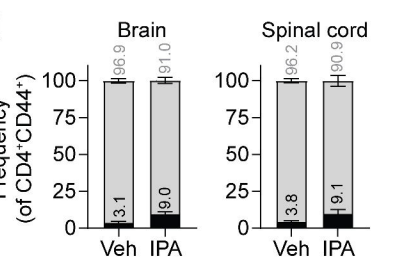 Brain Spinal cord
96.9 91.0 96.2 90.9
(of CD4⁺CD44⁺)
100 100
75 75
50 50
25 25
0 0
3.1 9.0 3.8 9.1
Veh IPA Veh IPA